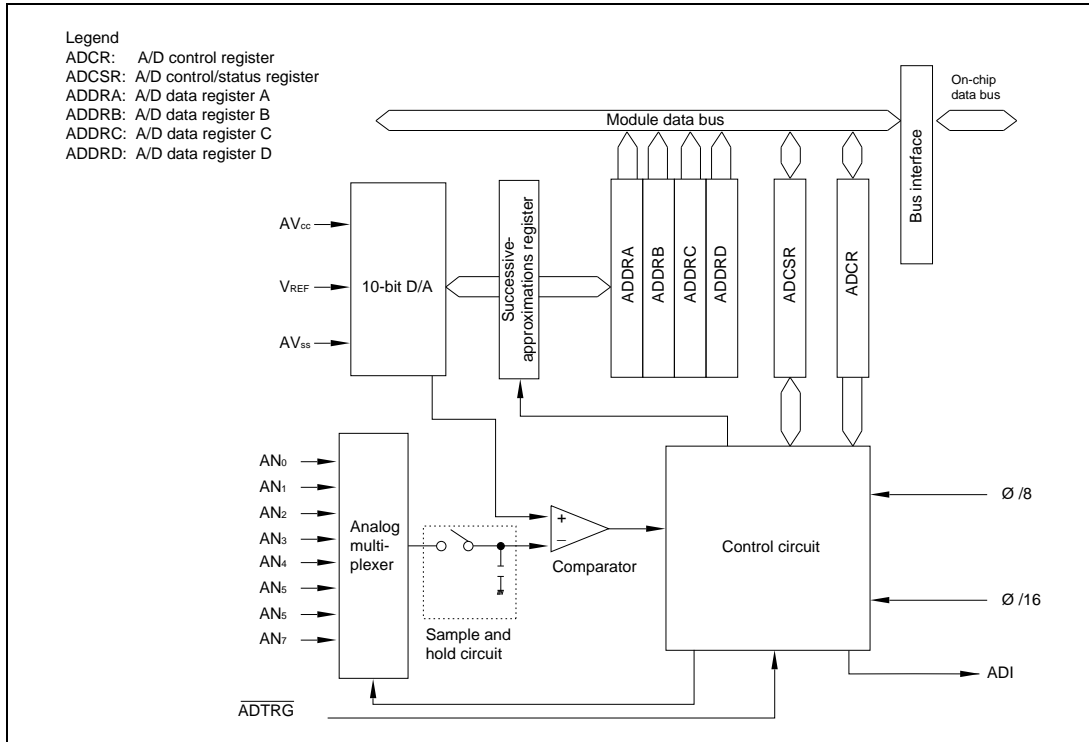 Legend
ADCR: A/D control register
ADCSR: A/D control/status register
ADDRA: A/D data register A
ADDRB: A/D data register B
ADDRC: A/D data register C
ADDRD: A/D data register D
Module data bus
On-chip
data bus
Bus interface
AVcc
VREF
AVss
10-bit D/A
Successive-
approximations register
ADDRA
ADDRB
ADDRC
ADDRD
ADCSR
ADCR
AN0
AN1
AN2
AN3
AN4
AN5
AN5
AN7
Analog
multi-
plexer
Sample and
hold circuit
+
−
Comparator
Control circuit
Ø /8
Ø /16
ADI
ADTRG